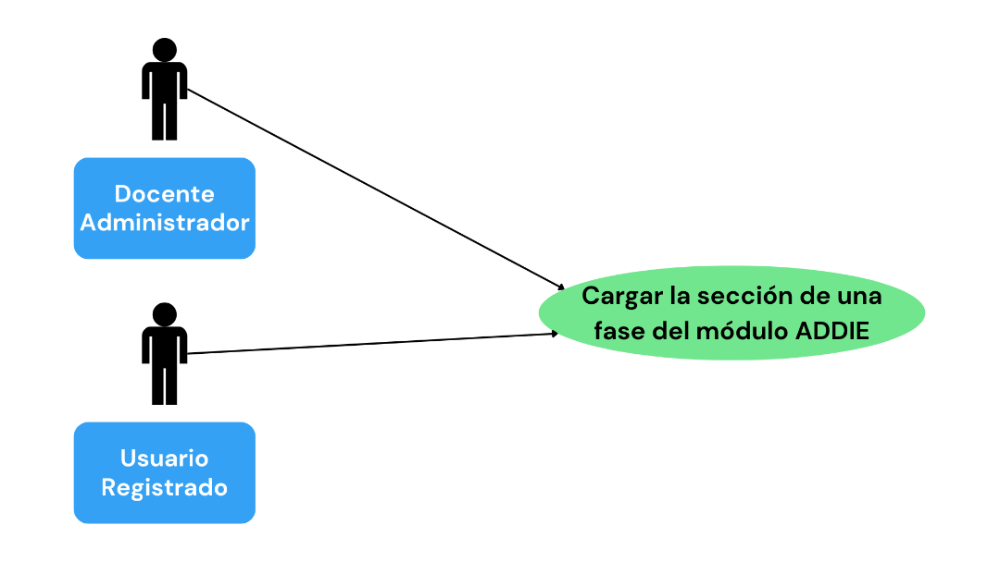 Docente
Administrador
Cargar la sección de una
fase del módulo ADDIE
Usuario
Registrado